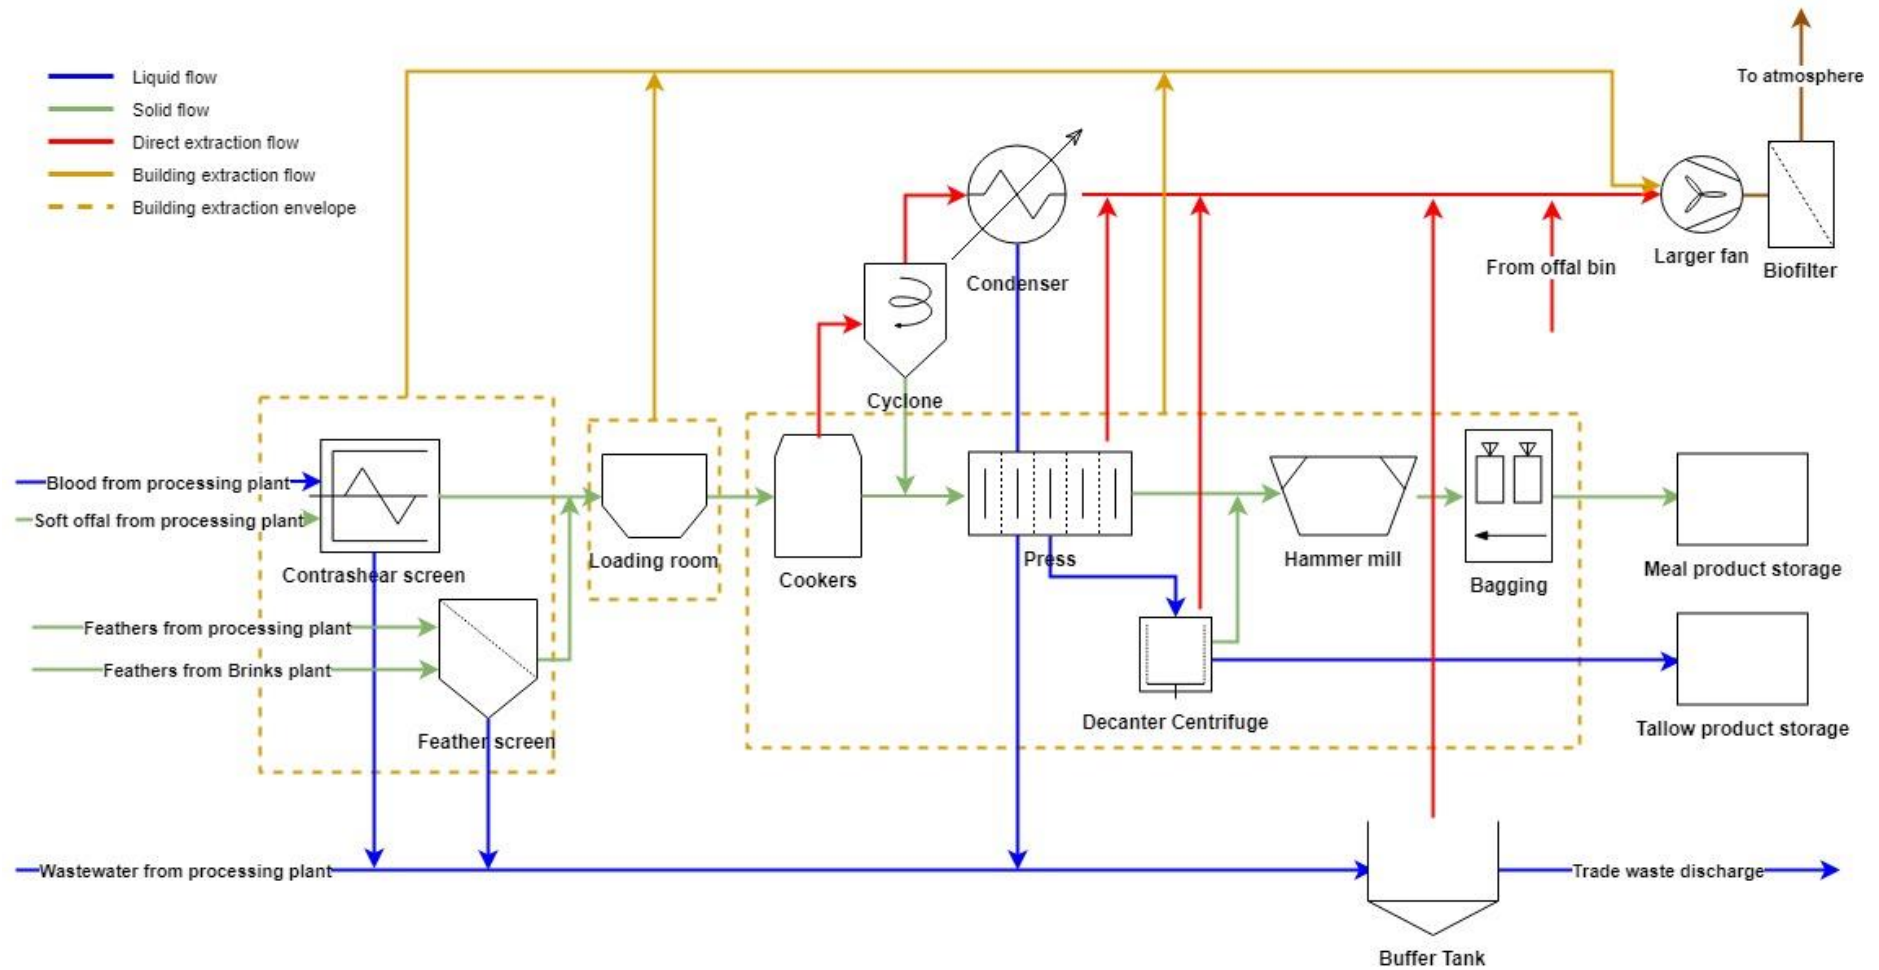 Liquid flow
Solid flow
Direct extraction flow
Building extraction flow
Building extraction envelope
To atmosphere
Larger fan
Biofilter
From offal bin
Condenser
Cyclone
Blood from processing plant
Soft offal from processing plant
Contrashear screen
Loading room
Cookers
Press
Hammer mill
Bagging
Meal product storage
Feathers from processing plant
Feathers from Brinks plant
Feather screen
Decanter Centrifuge
Tallow product storage
Wastewater from processing plant
Trade waste discharge
Buffer Tank